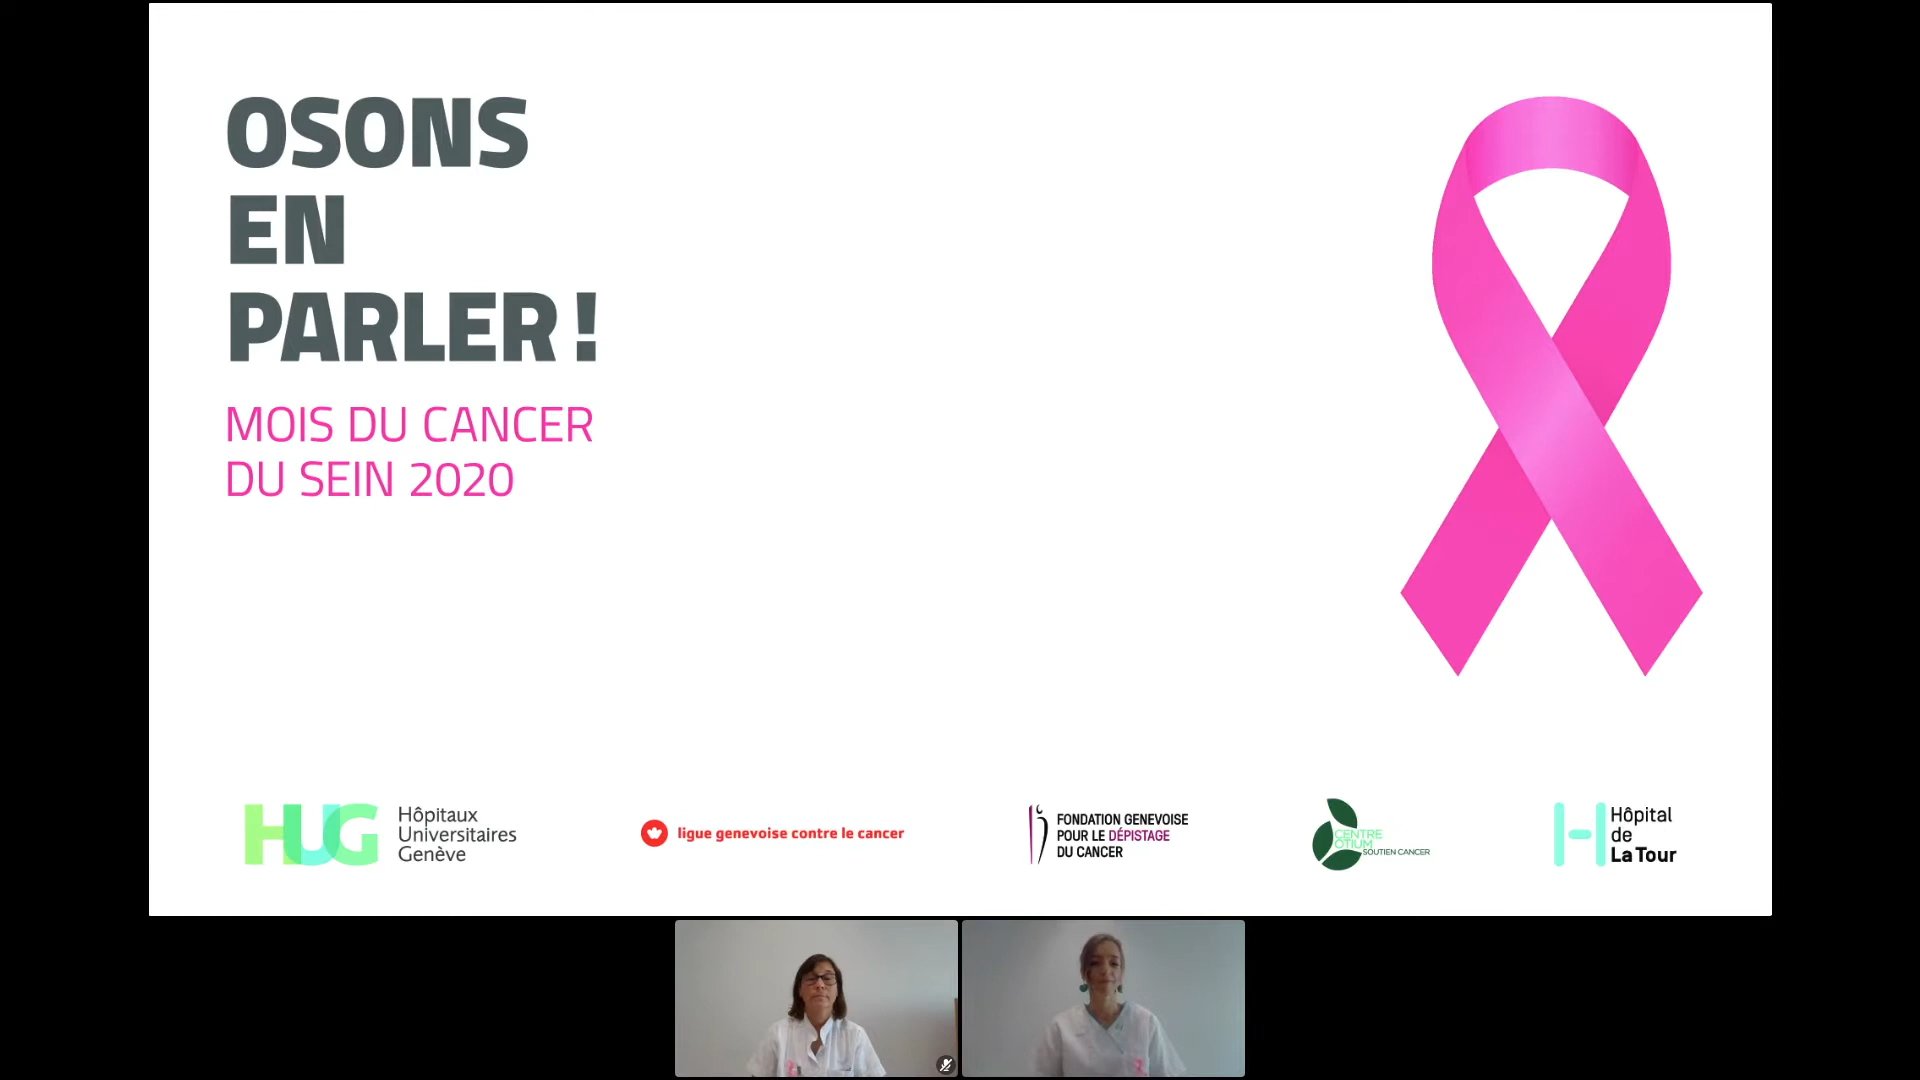 OSONS
EN
PARLER !
MOIS DU CANCER
DU SEIN 2020
HUG
Hôpitaux
Universitaires
Genève
ligue genevoise contre le cancer
FONDATION GENEVOISE
POUR LE DÉPISTAGE
DU CANCER
CENTRE
OTIUM
SOUTIEN CANCER
Hôpital
de
La Tour